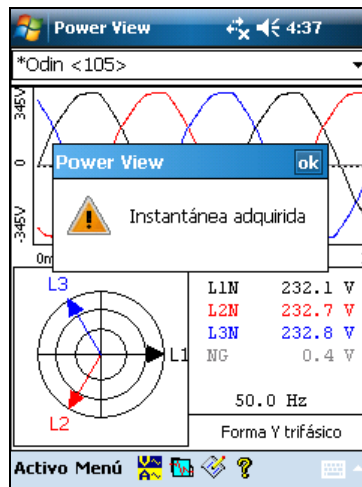 Power View 4:37
*Odin <105>
345V
0
-345V
Power View ok
Instantánea adquirida
L3
L1
L2
L1N 232.1 V
L2N 232.7 V
L3N 232.8 V
NG 0.4 V
50.0 Hz
Forma Y trifásico
Activo Menú